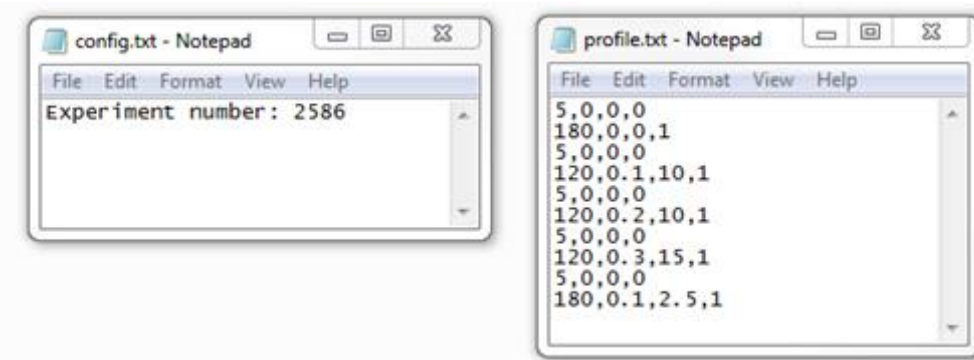 config.txt - Notepad
File Edit Format View Help
Experiment number: 2586
profile.txt - Notepad
File Edit Format View Help
5,0,0,0
180,0,0,1
5,0,0,0
120,0.1,10,1
5,0,0,0
120,0.2,10,1
5,0,0,0
120,0.3,15,1
5,0,0,0
180,0.1,2.5,1